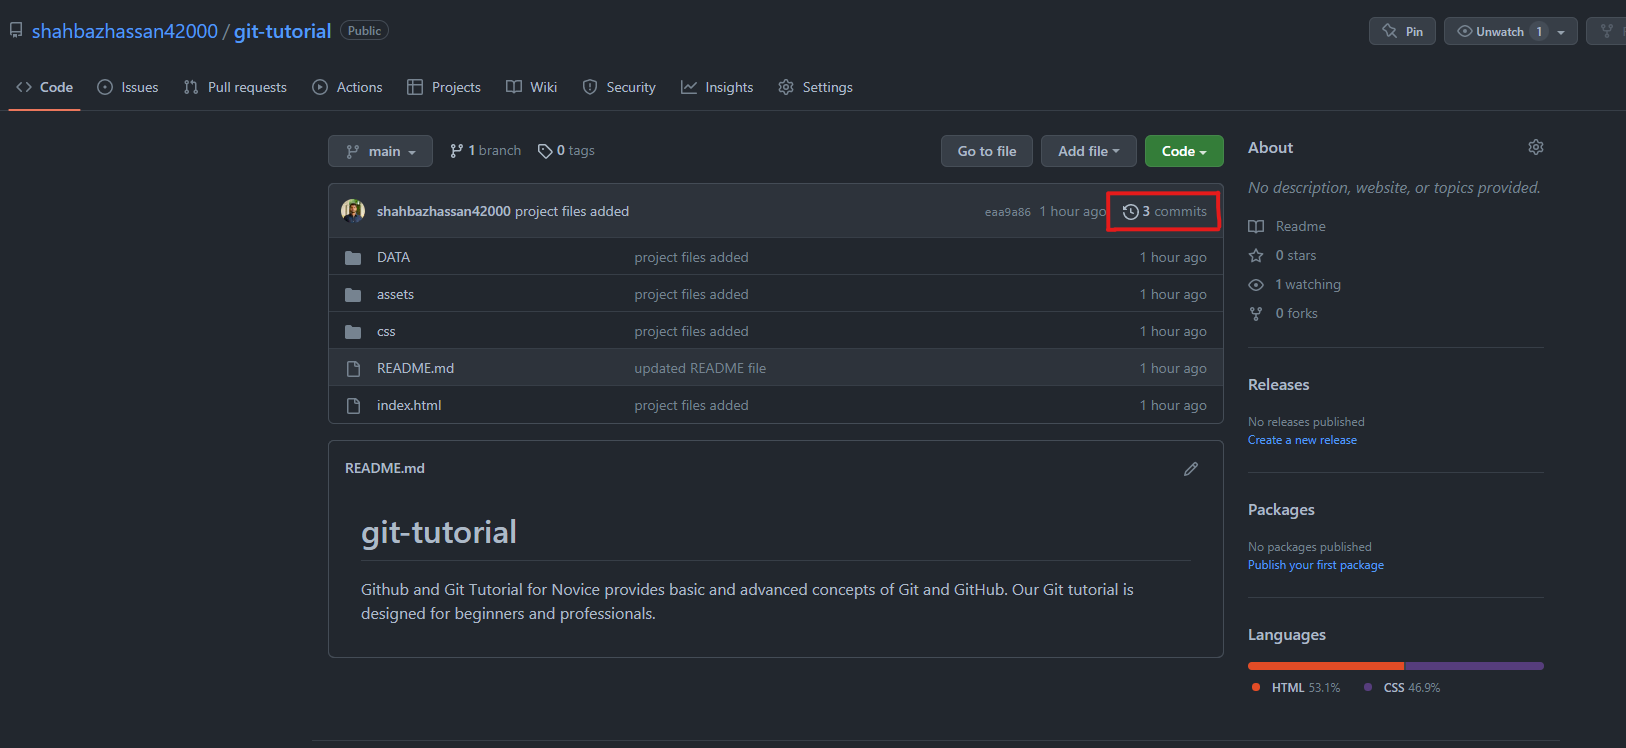 shahbazhassan42000 / git-tutorial Public
Pin Unwatch 1
Code Issues Pull requests Actions Projects Wiki Security Insights Settings
main 1 branch 0 tags Go to file Add file Code
shahbazhassan42000 project files added eaa9a86 1 hour ago 3 commits
DATA project files added 1 hour ago
assets project files added 1 hour ago
css project files added 1 hour ago
README.md updated README file 1 hour ago
index.html project files added 1 hour ago
README.md
git-tutorial
Github and Git Tutorial for Novice provides basic and advanced concepts of Git and GitHub. Our Git tutorial is
designed for beginners and professionals.
About
No description, website, or topics provided.
Readme
0 stars
1 watching
0 forks
Releases
No releases published
Create a new release
Packages
No packages published
Publish your first package
Languages
HTML 53.1% CSS 46.9%